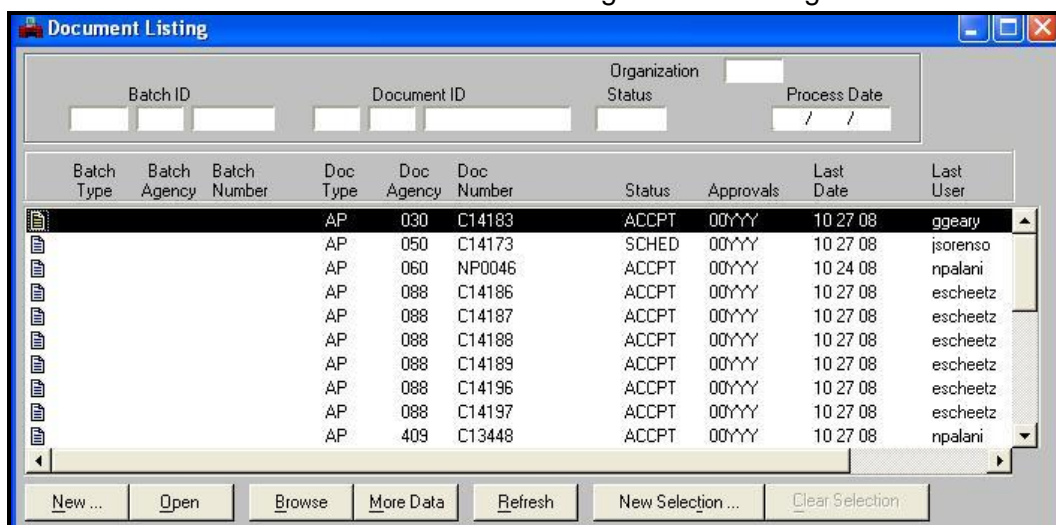 Document Listing
Organization
Batch ID Document ID Status Process Date
/ /
Batch Batch Batch Doc Doc Doc Last Last
Type Agency Number Type Agency Number Status Approvals Date User
AP 030 C14183 ACCPT 00YYY 10 27 08 ggeary
AP 050 C14173 SCHED 00YYY 10 27 08 jsorenso
AP 060 NP0046 ACCPT 00YYY 10 24 08 npalani
AP 088 C14186 ACCPT 00YYY 10 27 08 escheetz
AP 088 C14187 ACCPT 00YYY 10 27 08 escheetz
AP 088 C14188 ACCPT 00YYY 10 27 08 escheetz
AP 088 C14189 ACCPT 00YYY 10 27 08 escheetz
AP 088 C14196 ACCPT 00YYY 10 27 08 escheetz
AP 088 C14197 ACCPT 00YYY 10 27 08 escheetz
AP 409 C13448 ACCPT 00YYY 10 27 08 npalani
New ... Open Browse More Data Refresh New Selection ... Clear Selection